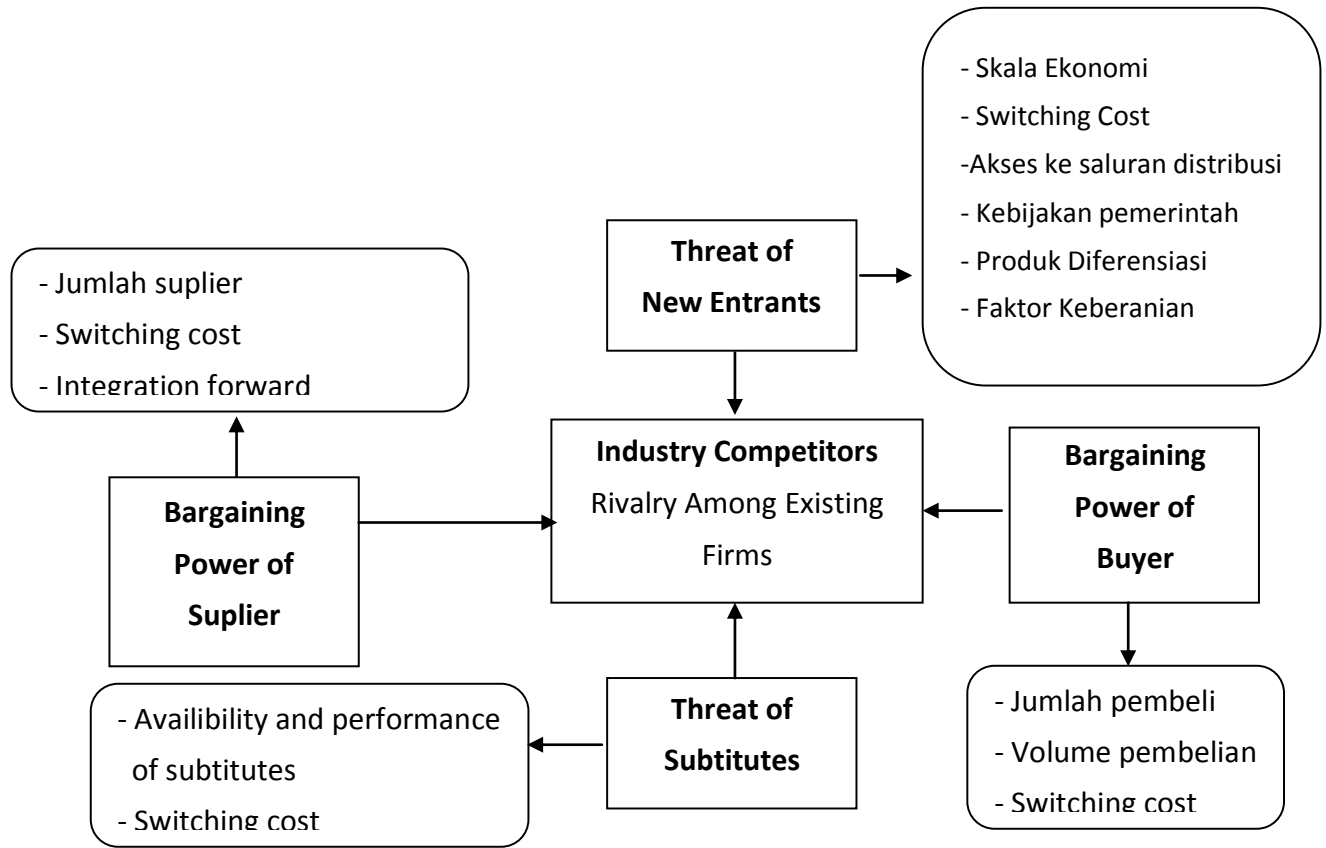 - Skala Ekonomi
- Switching Cost
-Akses ke saluran distribusi
- Kebijakan pemerintah
- Produk Diferensiasi
- Faktor Keberanian
Threat of
New Entrants
- Jumlah suplier
- Switching cost
- Integration forward
Industry Competitors
Rivalry Among Existing
Firms
Bargaining
Power of
Buyer
Bargaining
Power of
Suplier
- Availibility and performance
of subtitutes
- Switching cost
Threat of
Subtitutes
- Jumlah pembeli
- Volume pembelian
- Switching cost